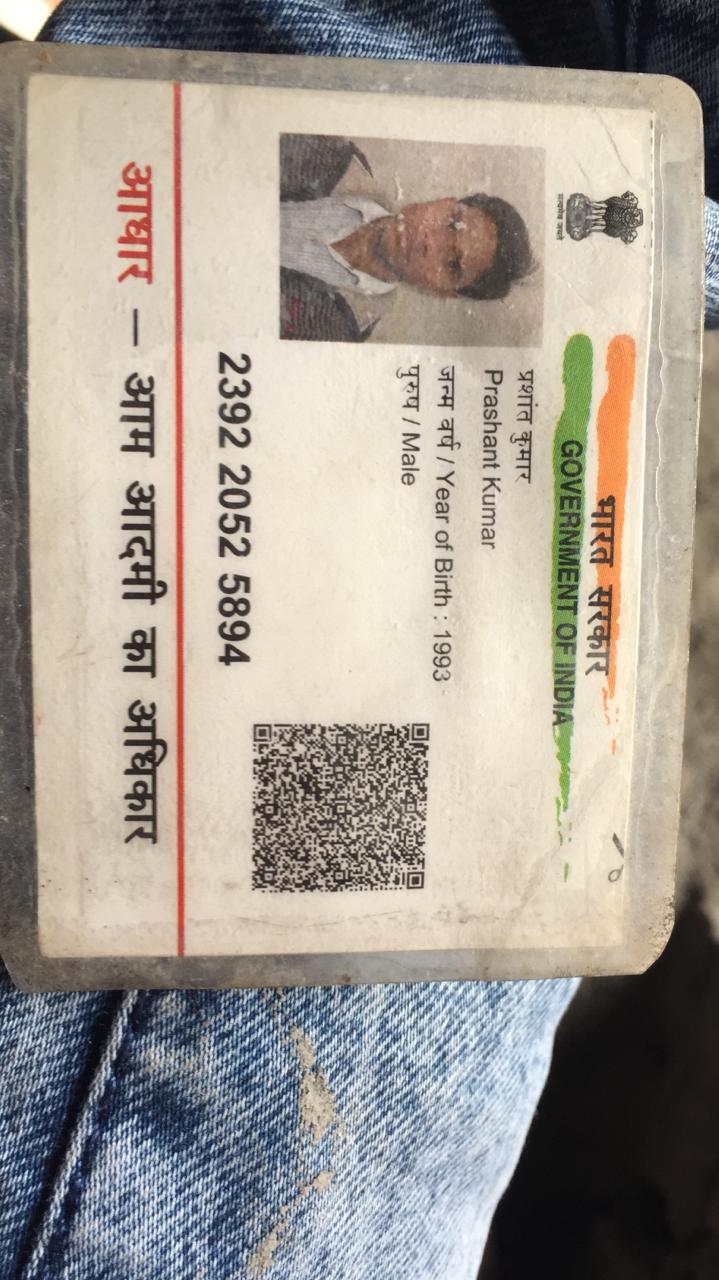 भारत सरकार
GOVERNMENT OF INDIA
प्रशांत कुमार
Prashant Kumar
जन्म वर्ष / Year of Birth : 1993
पुरुष / Male
2392 2052 5894
आधार – आम आदमी का अधिकार